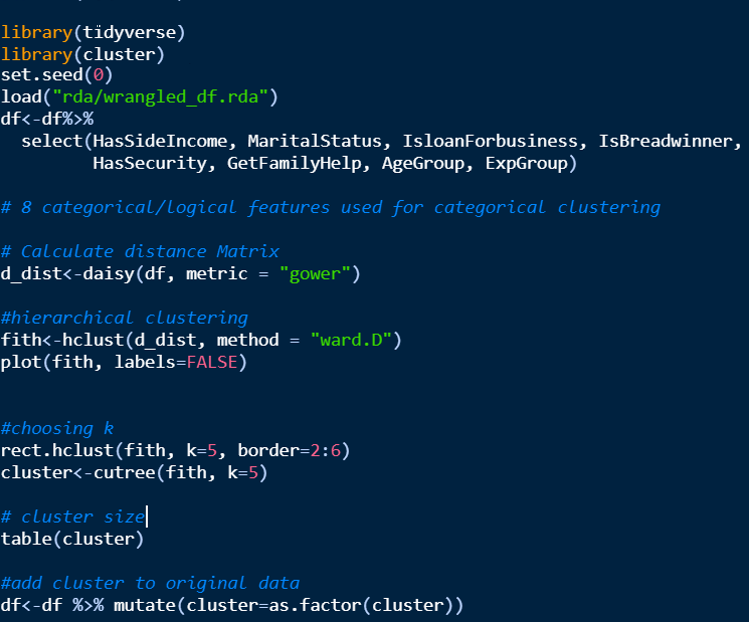 library(tidyverse)
library(cluster)
set.seed(0)
load("rda/wrangled_df.rda")
df<-df%>%
  select(HasSideIncome, MaritalStatus, IsloanForbusiness, IsBreadwinner,
         HasSecurity, GetFamilyHelp, AgeGroup, ExpGroup)
# 8 categorical/logical features used for categorical clustering
# Calculate distance Matrix
d_dist<-daisy(df, metric = "gower")
#hierarchical clustering
fith<-hclust(d_dist, method = "ward.D")
plot(fith, labels=FALSE)
#choosing k
rect.hclust(fith, k=5, border=2:6)
cluster<-cutree(fith, k=5)
# cluster size
table(cluster)
#add cluster to original data
df<-df %>% mutate(cluster=as.factor(cluster))